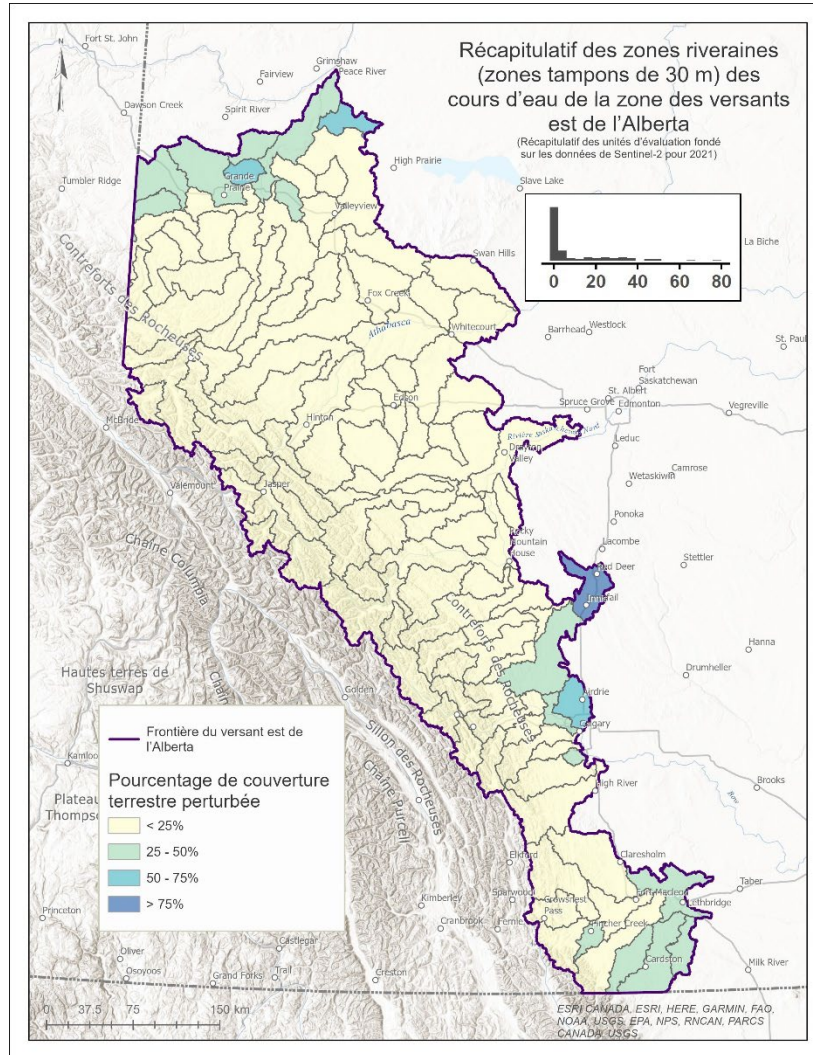 Récapitulatif des zones riveraines
(zones tampons de 30 m) des
cours d'eau de la zone des versants
est de l'Alberta
(Récapitulatif des unités d'évaluation fondé
sur les données de Sentinel-2 pour 2021)
0 20 40 60 80
N
Fort St. John
Grimshaw
Peace River
Fairview
Dawson Creek
Spirit River
High Prairie
Tumbler Ridge
Grande
Prairie
Slave Lake
Valleyview
La Biche
Swan Hills
Contreforts des Rocheuses
Fox Creek
Athabasca
Whitecourt
Westlock
Barrhead
St. Paul
Fort
Saskatchewan
St. Albert
Spruce Grove
Edmonton
Vegreville
Edson
McBride
Hinton
Drayton
Valley
Leduc
Camrose
Wetaskiwin
Valemount
Jasper
Ponoka
Chaîne Columbia
Rocky
Mountain
House
Lacombe
Stettler
Red Deer
Innisfail
Contreforts des Rocheuses
Hanna
Hautes terres de
Shuswap
Drumheller
Golden
Airdrie
Calgary
Sillon des Rocheuses
Chaîne Purcell
Kamloo
Plateau
Thomps
High River
Brooks
Bow
Elkford
Claresholm
Sparwood
Crowsnest
Pass
Fort Macleod
Taber
Lethbridge
Kimberley
Cranbrook
Fernie
Pincher Creek
Princeton
Castlegar
Cardston
Milk River
Oliver
Osoyoos
Grand Forks
Trail
Creston
Frontière du versant est de
l'Alberta
Pourcentage de couverture
terrestre perturbée
< 25%
25 - 50%
50 - 75%
> 75%
0 37.5 75 150 km
ESRI CANADA, ESRI, HERE, GARMIN, FAO,
NOAA, USGS, EPA, NPS, RNCAN, PARCS
CANADA, USGS